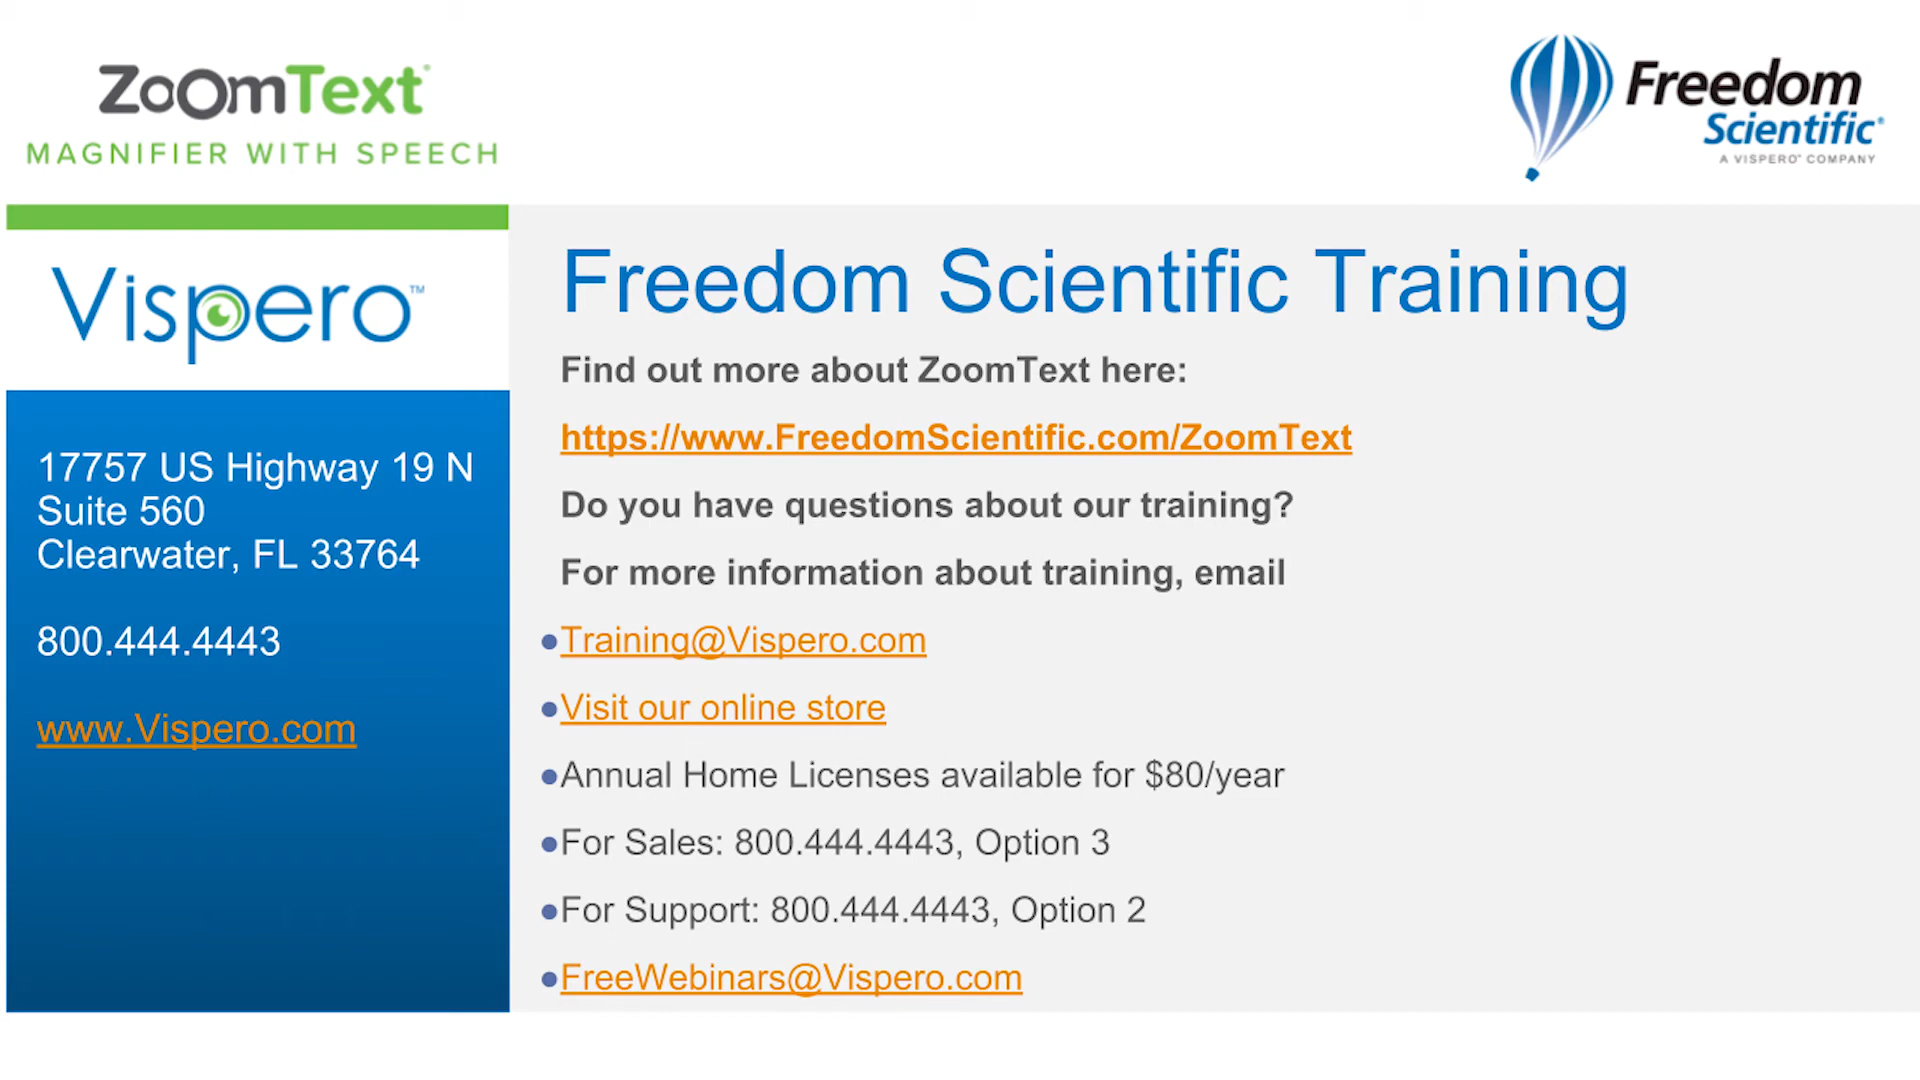 ZoomText
MAGNIFIER WITH SPEECH
Freedom
Scientific®
A VISPERO™ COMPANY
Vispero™
17757 US Highway 19 N
Suite 560
Clearwater, FL 33764
800.444.4443
www.Vispero.com
Freedom Scientific Training
Find out more about ZoomText here:
https://www.FreedomScientific.com/ZoomText
Do you have questions about our training?
For more information about training, email
●Training@Vispero.com
●Visit our online store
●Annual Home Licenses available for $80/year
●For Sales: 800.444.4443, Option 3
●For Support: 800.444.4443, Option 2
●FreeWebinars@Vispero.com